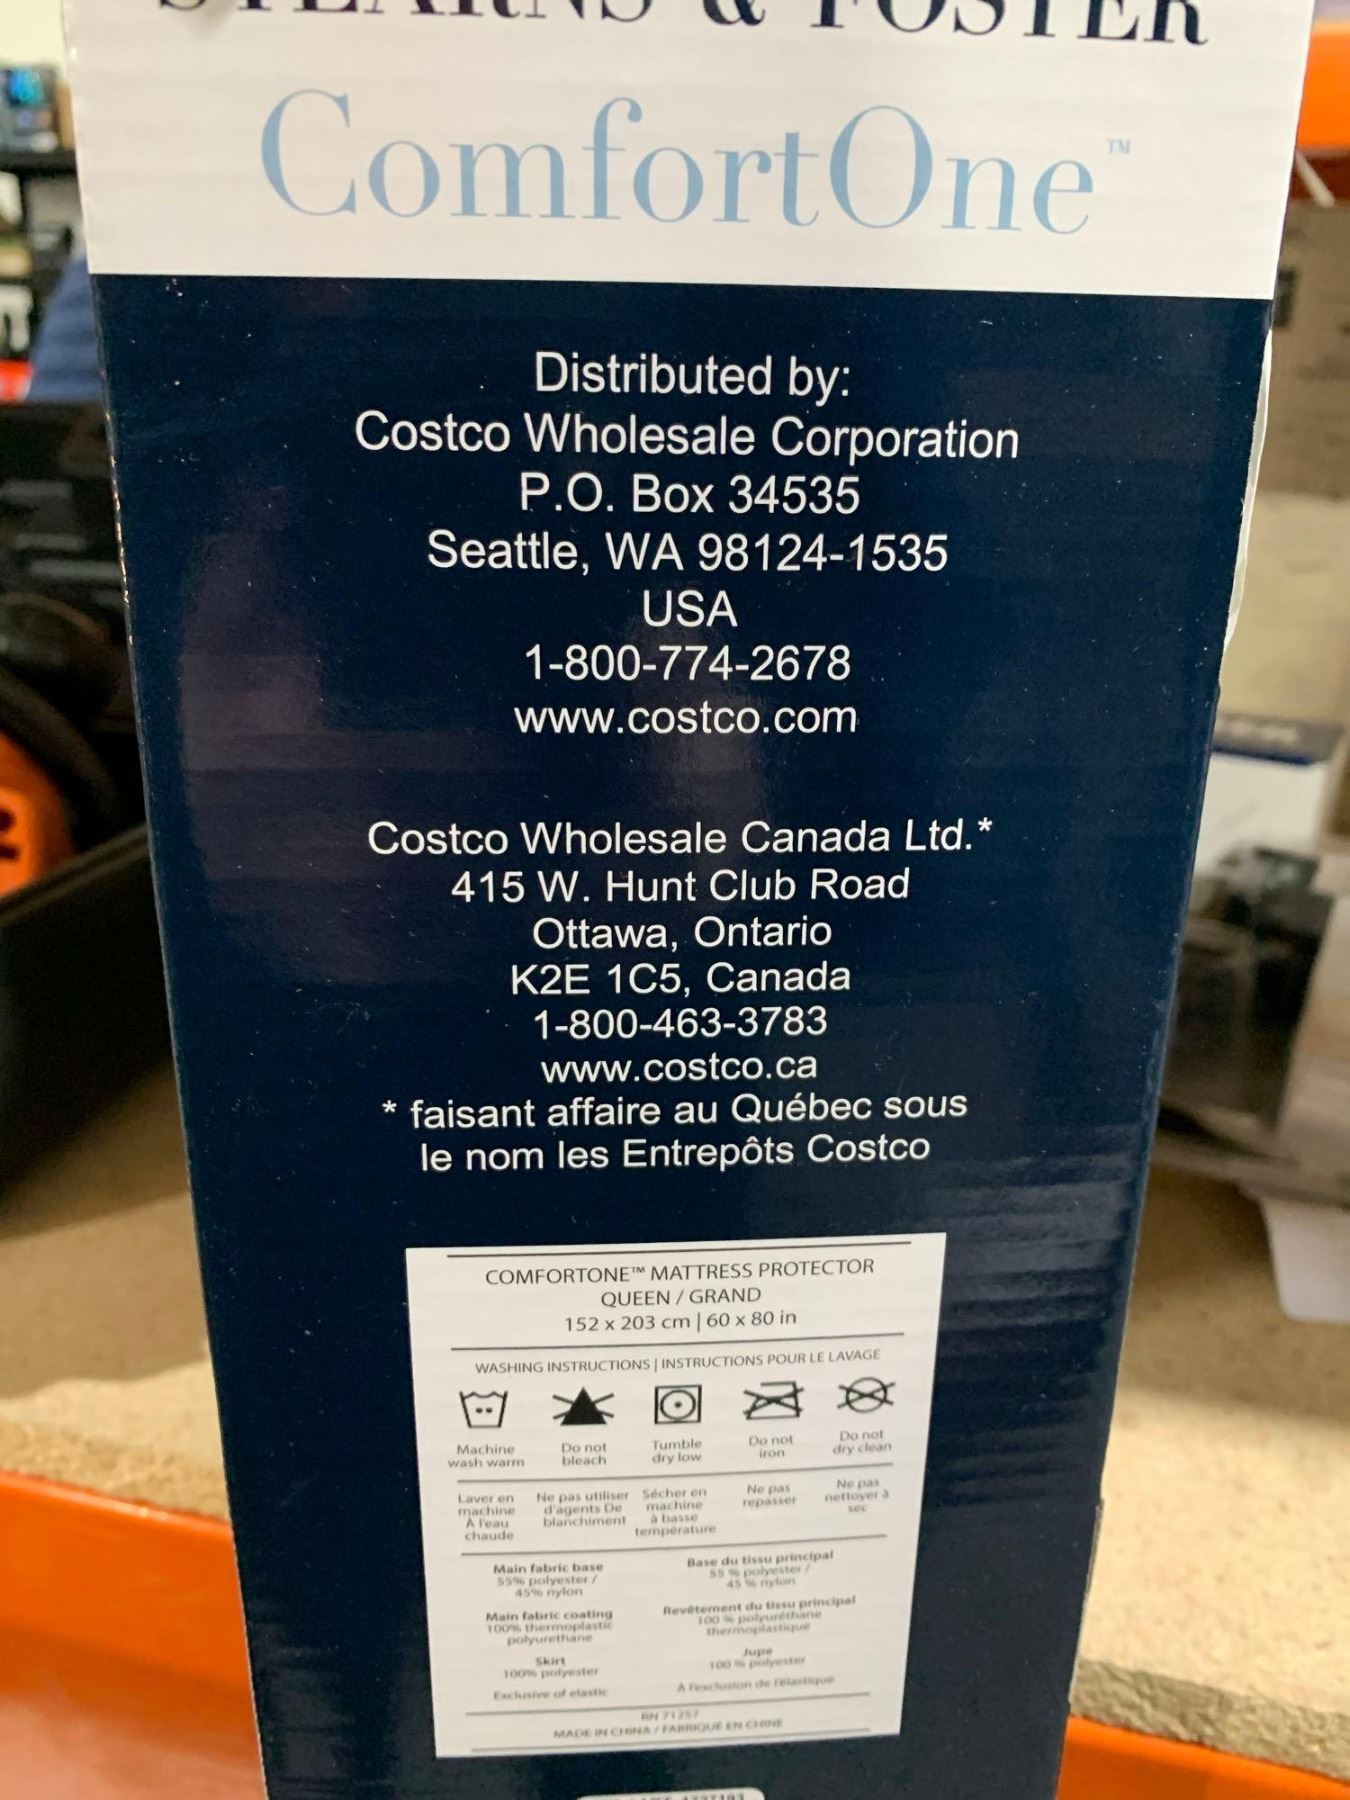 STEARNS & FOSTER
ComfortOne™
Distributed by:
Costco Wholesale Corporation
P.O. Box 34535
Seattle, WA 98124-1535
USA
1-800-774-2678
www.costco.com
Costco Wholesale Canada Ltd.*
415 W. Hunt Club Road
Ottawa, Ontario
K2E 1C5, Canada
1-800-463-3783
www.costco.ca
* faisant affaire au Québec sous
le nom les Entrepôts Costco
COMFORTONE™ MATTRESS PROTECTOR
QUEEN / GRAND
152 x 203 cm | 60 x 80 in
WASHING INSTRUCTIONS | INSTRUCTIONS POUR LE LAVAGE
Machine
wash warm
Do not
bleach
Tumble
dry low
Do not
iron
Do not
dry clean
Laver en
machine
À l'eau
chaude
Ne pas utiliser
d'agents De
blanchiment
Sécher en
machine
à basse
température
Ne pas
repasser
Ne pas
nettoyer à
sec
Main fabric base
55% polyester /
45% nylon
Main fabric coating
100% thermoplastic
polyurethane
Skirt
100% polyester
Exclusive of elastic
Base du tissu principal
55 % polyester /
45 % nylon
Revêtement du tissu principal
100 % polyuréthane
thermoplastique
Jupe
100 % polyester
À l'exclusion de l'élastique
RN 71257
MADE IN CHINA / FABRIQUÉ EN CHINE